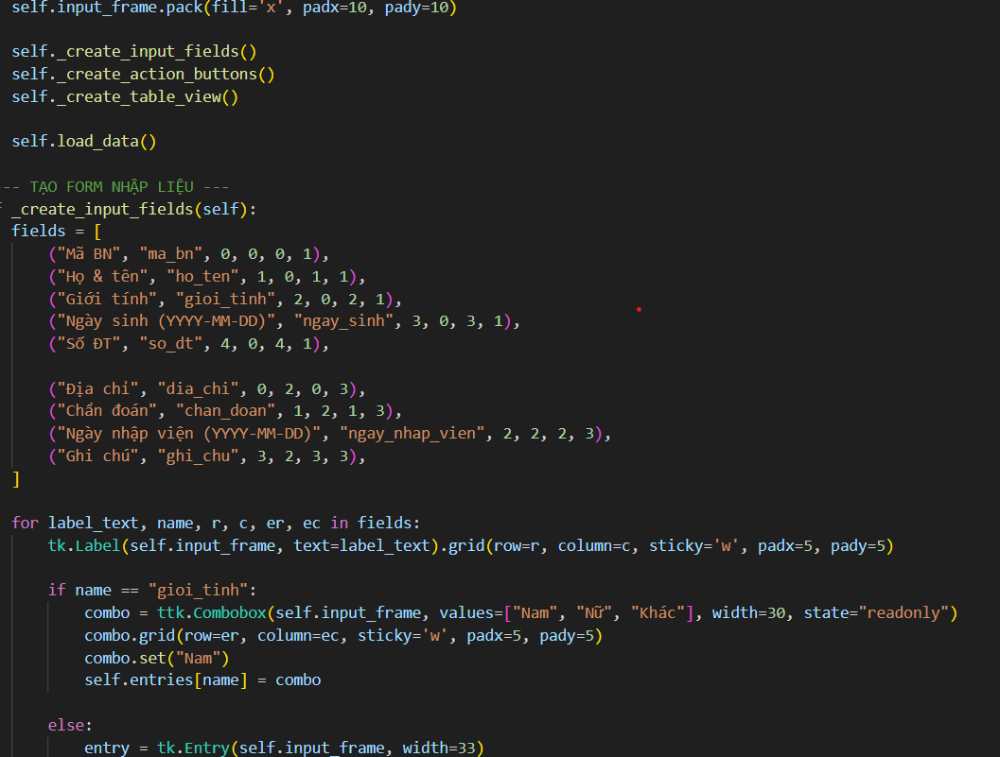 self.input_frame.pack(fill='x', padx=10, pady=10)
self._create_input_fields()
self._create_action_buttons()
self._create_table_view()
self.load_data()
--- TẠO FORM NHẬP LIỆU ---
_create_input_fields(self):
fields = [
("Mã BN", "ma_bn", 0, 0, 0, 1),
("Họ & tên", "ho_ten", 1, 0, 1, 1),
("Giới tính", "gioi_tinh", 2, 0, 2, 1),
("Ngày sinh (YYYY-MM-DD)", "ngay_sinh", 3, 0, 3, 1),
("Số ĐT", "so_dt", 4, 0, 4, 1),
("Địa chỉ", "dia_chi", 0, 2, 0, 3),
("Chẩn đoán", "chan_doan", 1, 2, 1, 3),
("Ngày nhập viện (YYYY-MM-DD)", "ngay_nhap_vien", 2, 2, 2, 3),
("Ghi chú", "ghi_chu", 3, 2, 3, 3),
]
for label_text, name, r, c, er, ec in fields:
tk.Label(self.input_frame, text=label_text).grid(row=r, column=c, sticky='w', padx=5, pady=5)
if name == "gioi_tinh":
combo = ttk.Combobox(self.input_frame, values=["Nam", "Nữ", "Khác"], width=30, state="readonly")
combo.grid(row=er, column=ec, sticky='w', padx=5, pady=5)
combo.set("Nam")
self.entries[name] = combo
else:
entry = tk.Entry(self.input_frame, width=33)